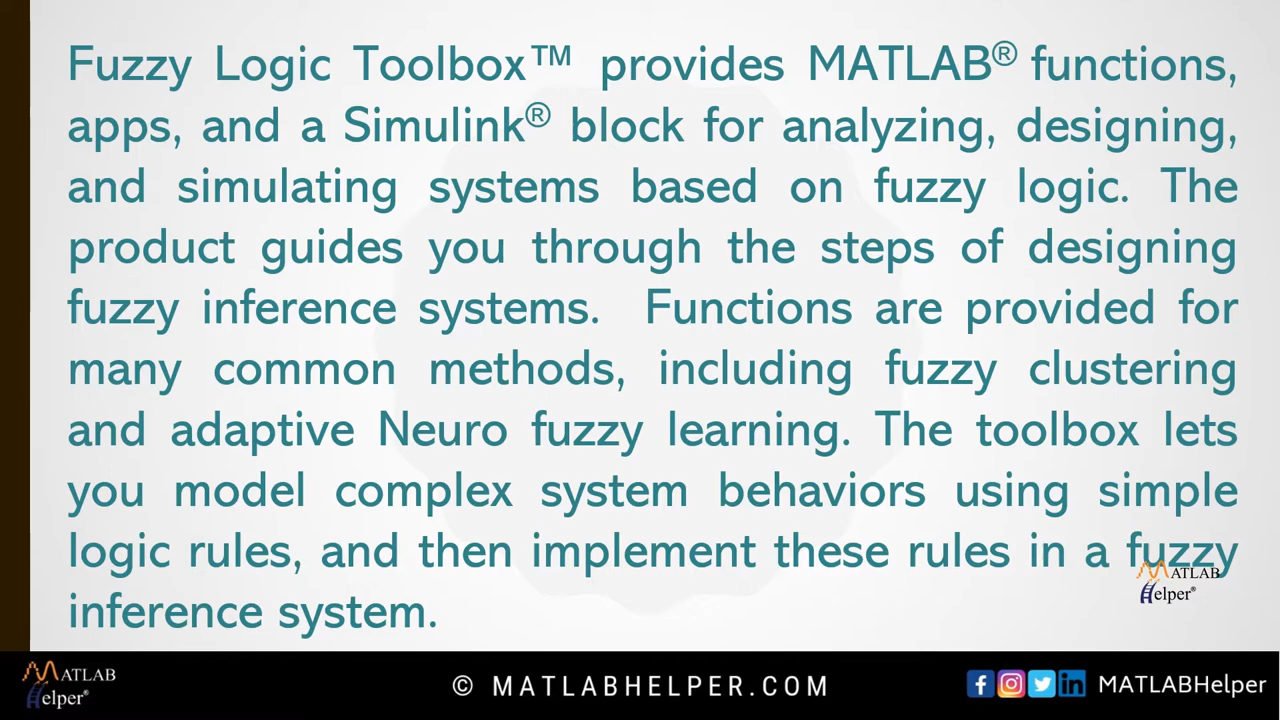 Fuzzy Logic Toolbox™ provides MATLAB® functions,
apps, and a Simulink® block for analyzing, designing,
and simulating systems based on fuzzy logic. The
product guides you through the steps of designing
fuzzy inference systems. Functions are provided for
many common methods, including fuzzy clustering
and adaptive Neuro fuzzy learning. The toolbox lets
you model complex system behaviors using simple
logic rules, and then implement these rules in a fuzzy
inference system.
MATLAB
Helper®
MATLAB
Helper®
© MATLABHELPER.COM
MATLABHelper